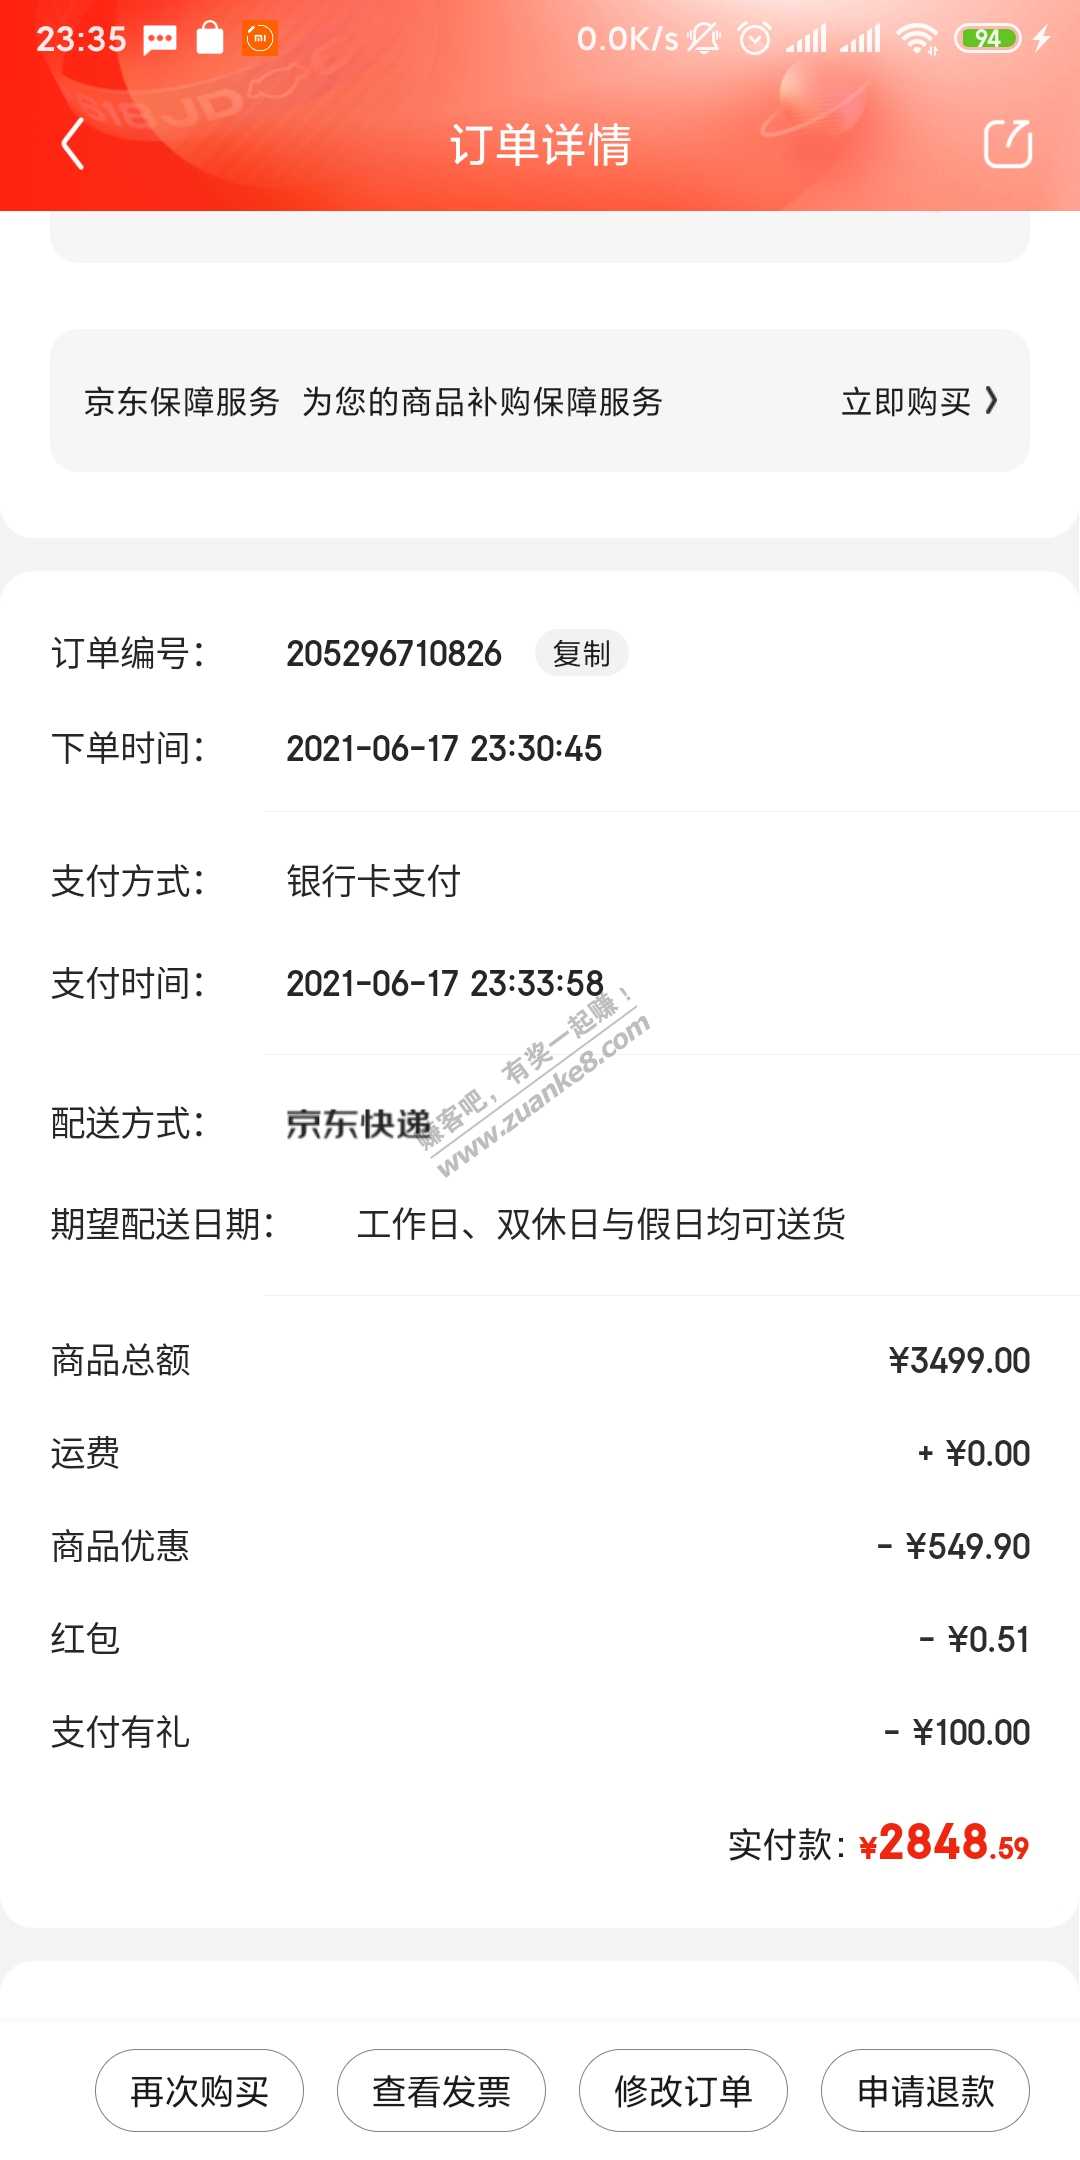 23:35 0.0K/s 94
618 JD
订单详情
京东保障服务 为您的商品补购保障服务 立即购买
订单编号： 205296710826 复制
下单时间： 2021-06-17 23:30:45
支付方式： 银行卡支付
支付时间： 2021-06-17 23:33:58
赚客吧，有奖一起赚！
www.zuanke8.com
配送方式： 京东快递
期望配送日期： 工作日、双休日与假日均可送货
商品总额 ¥3499.00
运费 + ¥0.00
商品优惠 - ¥549.90
红包 - ¥0.51
支付有礼 - ¥100.00
实付款：¥2848.59
再次购买 查看发票 修改订单 申请退款